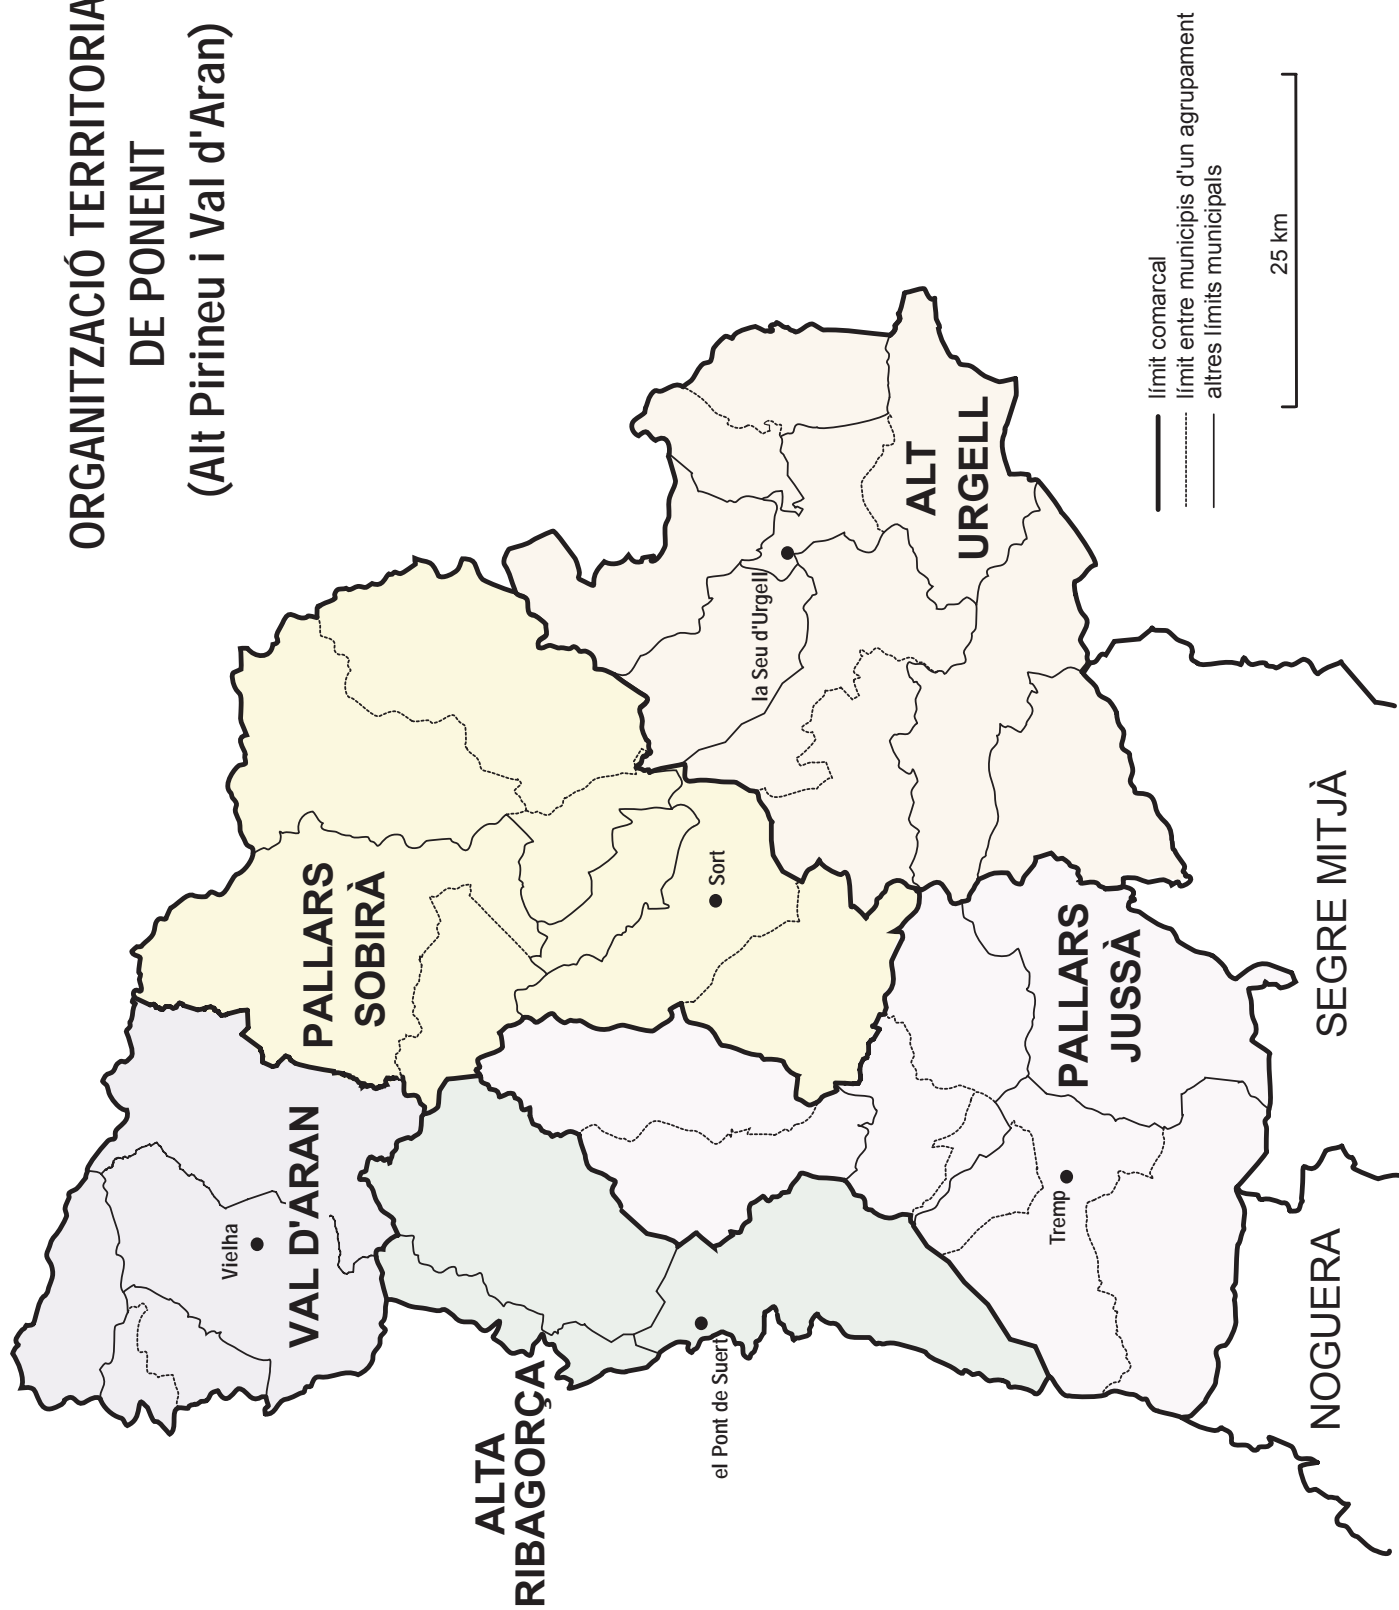 ORGANITZACIÓ TERRITORIA
DE PONENT
(Alt Pirineu i Val d'Aran)
VAL D'ARAN
Vielha
PALLARS
SOBIRÀ
Sort
ALTA
RIBAGORÇA
el Pont de Suert
ALT
URGELL
la Seu d'Urgell
PALLARS
JUSSÀ
Tremp
NOGUERA
SEGRE MITJÀ
límit comarcal
límit entre municipis d'un agrupament
altres límits municipals
25 km